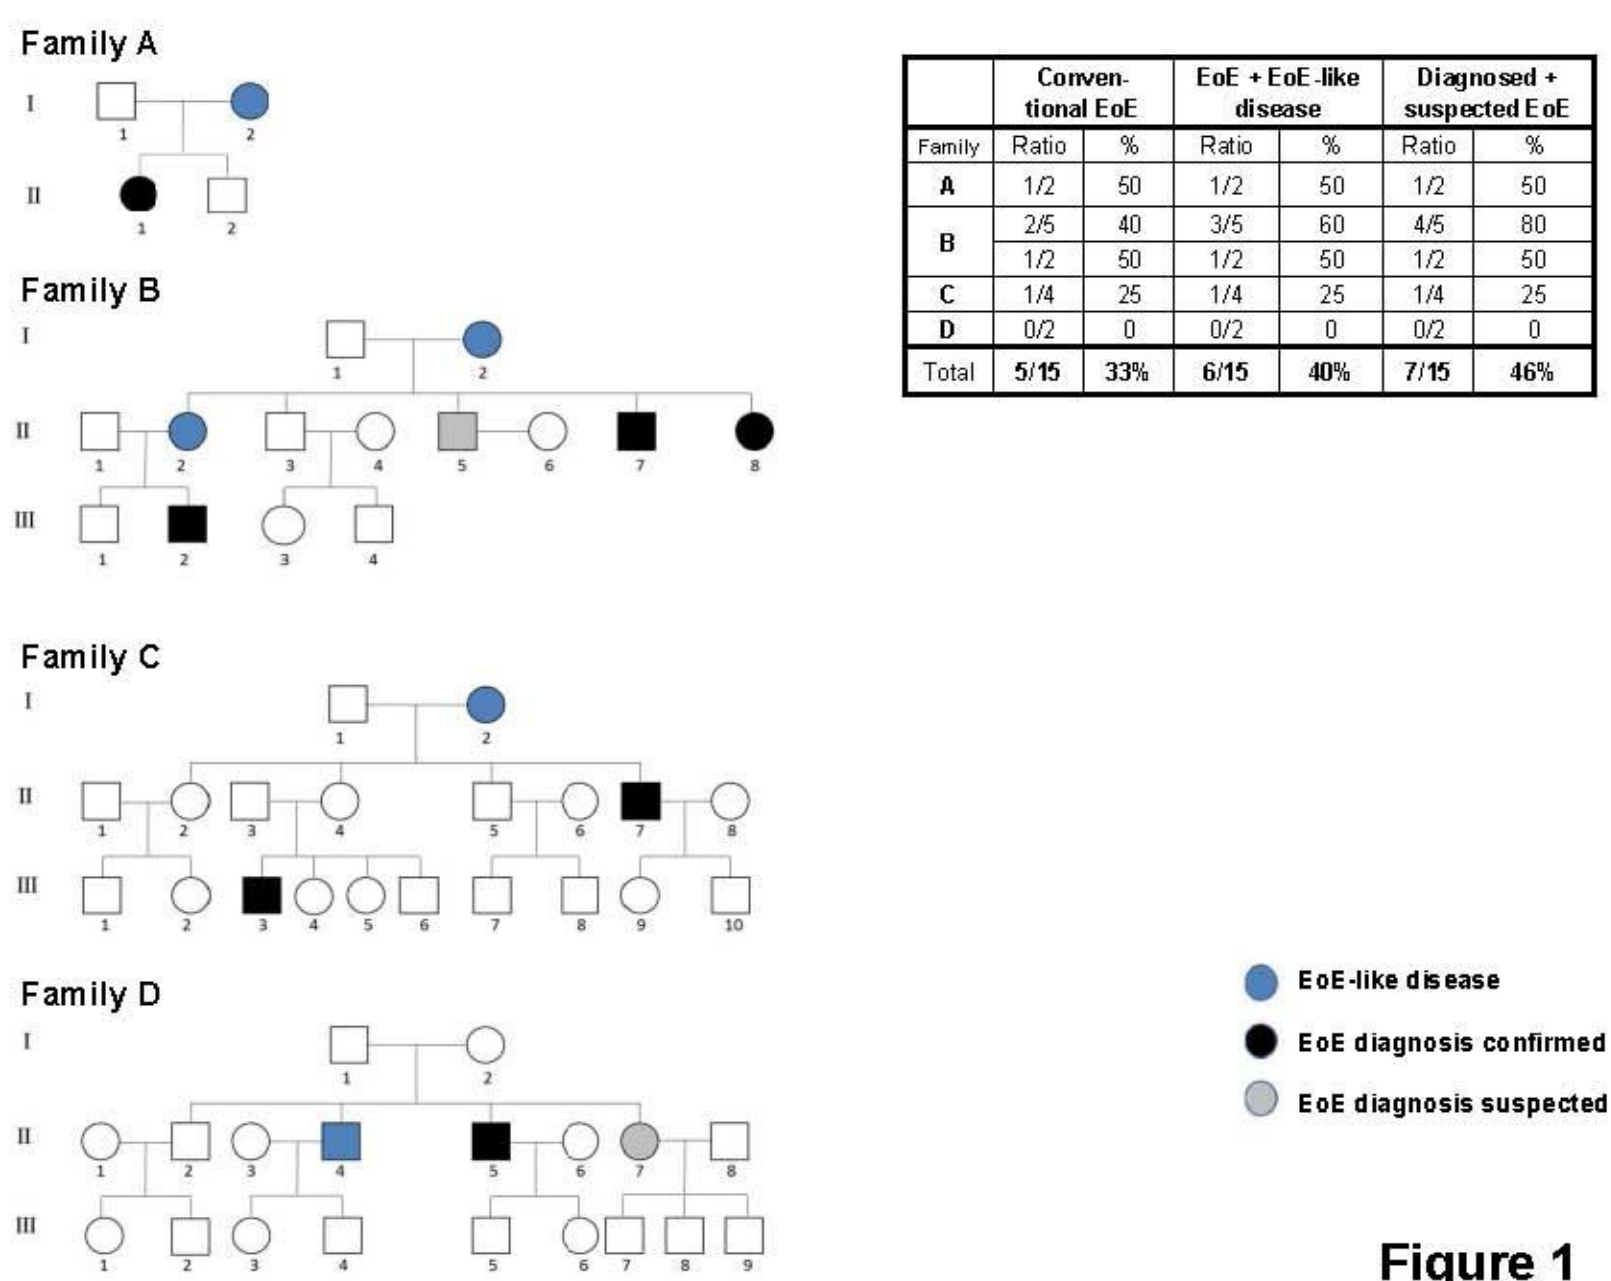 Family A
I
1 2
II
1 2
Family B
I
1 2
II
1 2 3 4 5 6 7 8
III
1 2 3 4
Family C
I
1 2
II
1 2 3 4 5 6 7 8
III
1 2 3 4 5 6 7 8 9 10
Family D
I
1 2
II
1 2 3 4 5 6 7 8
III
1 2 3 4 5 6 7 8 9
Conven- EoE + EoE-like Diagnosed +
tional EoE disease suspected EoE
Family Ratio % Ratio % Ratio %
A 1/2 50 1/2 50 1/2 50
B 2/5 40 3/5 60 4/5 80
1/2 50 1/2 50 1/2 50
C 1/4 25 1/4 25 1/4 25
D 0/2 0 0/2 0 0/2 0
Total 5/15 33% 6/15 40% 7/15 46%
EoE-like disease
EoE diagnosis confirmed
EoE diagnosis suspected
Figure 1